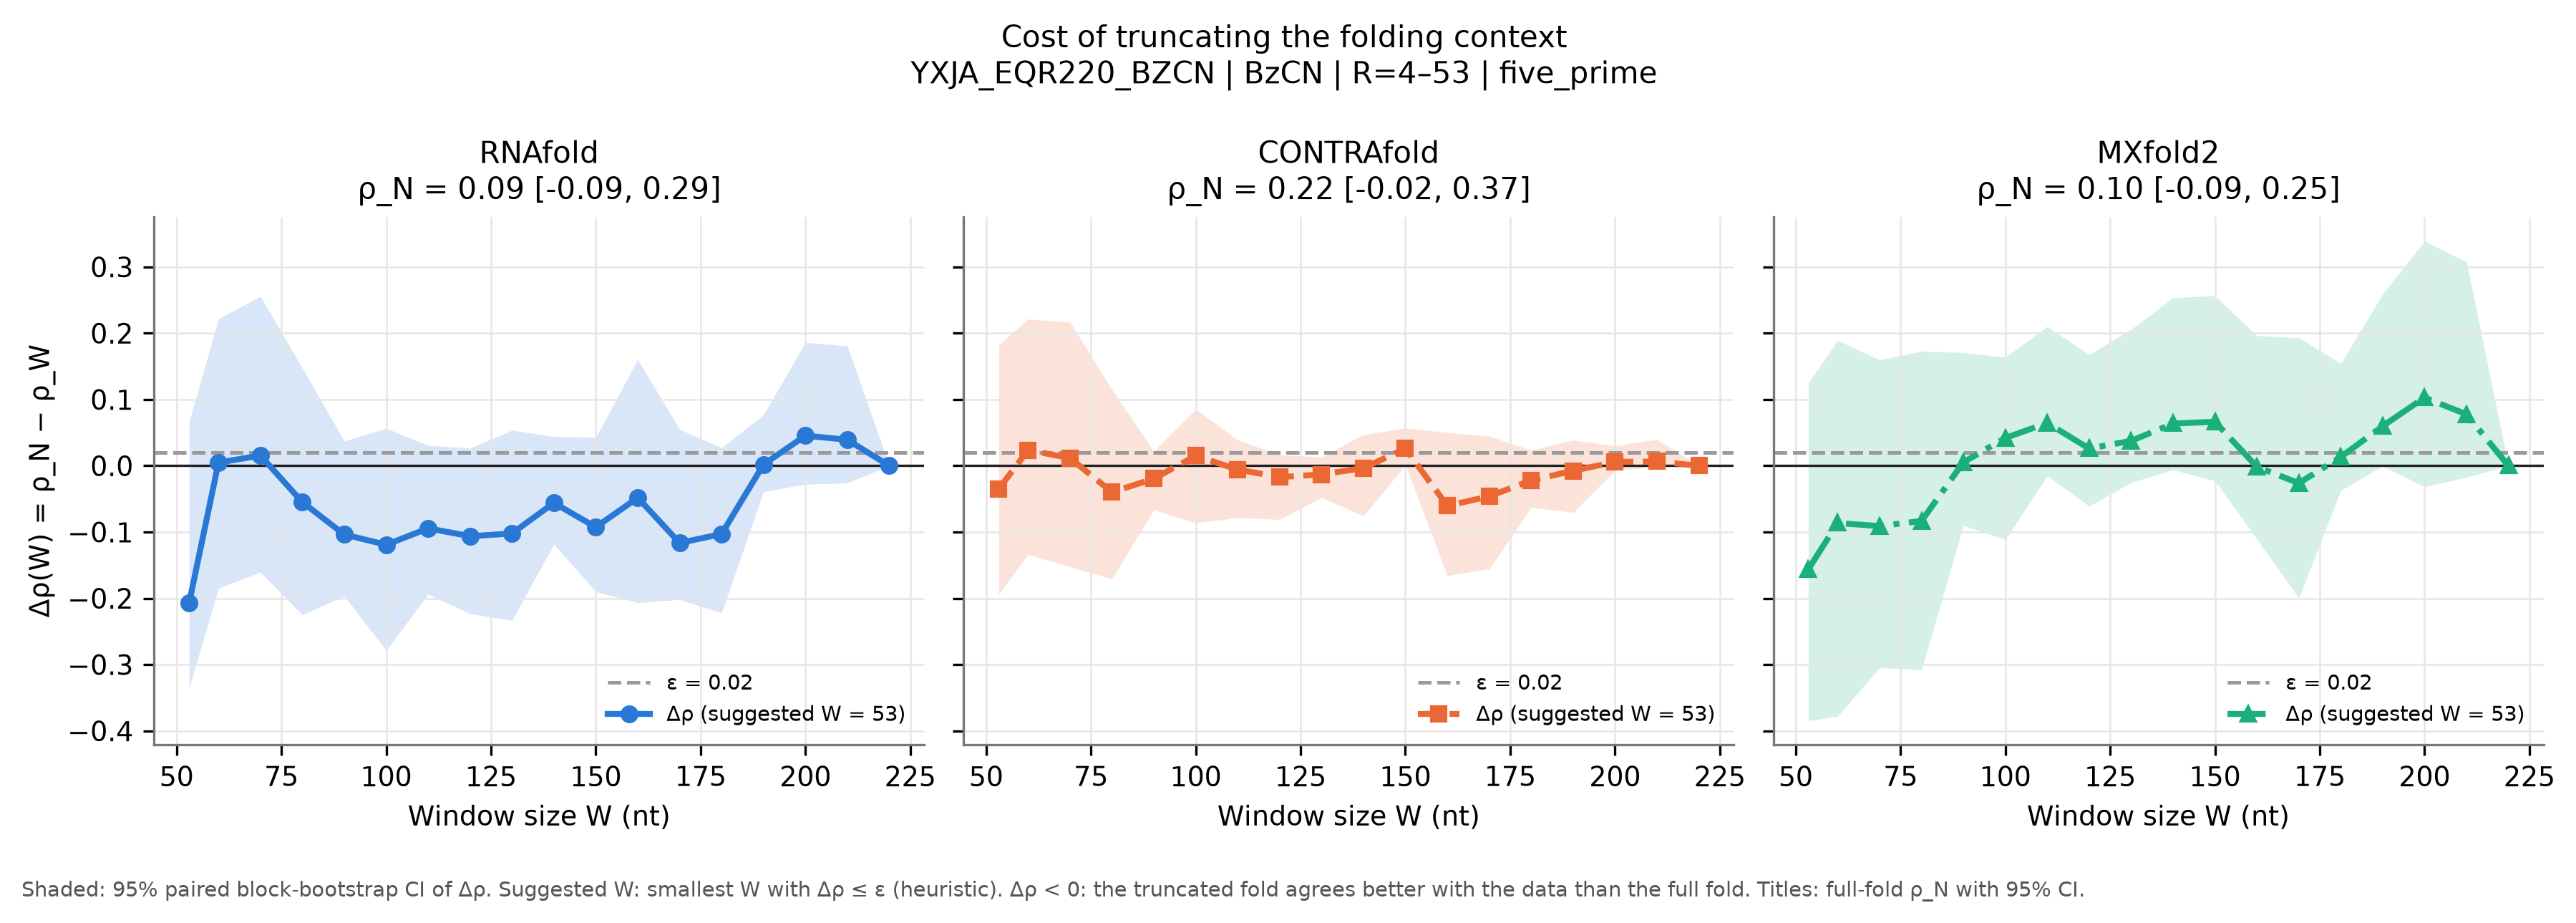 Cost of truncating the folding context
YXJA_EQR220_BZCN | BzCN | R=4–53 | five_prime
RNAfold
ρ_N = 0.09 [-0.09, 0.29]
CONTRAfold
ρ_N = 0.22 [-0.02, 0.37]
MXfold2
ρ_N = 0.10 [-0.09, 0.25]
Δρ(W) = ρ_N − ρ_W
0.3
0.2
0.1
0.0
−0.1
−0.2
−0.3
−0.4
ε = 0.02
Δρ (suggested W = 53)
ε = 0.02
Δρ (suggested W = 53)
ε = 0.02
Δρ (suggested W = 53)
50 75 100 125 150 175 200 225
50 75 100 125 150 175 200 225
50 75 100 125 150 175 200 225
Window size W (nt)
Window size W (nt)
Window size W (nt)
Shaded: 95% paired block-bootstrap CI of Δρ. Suggested W: smallest W with Δρ ≤ ε (heuristic). Δρ < 0: the truncated fold agrees better with the data than the full fold. Titles: full-fold ρ_N with 95% CI.